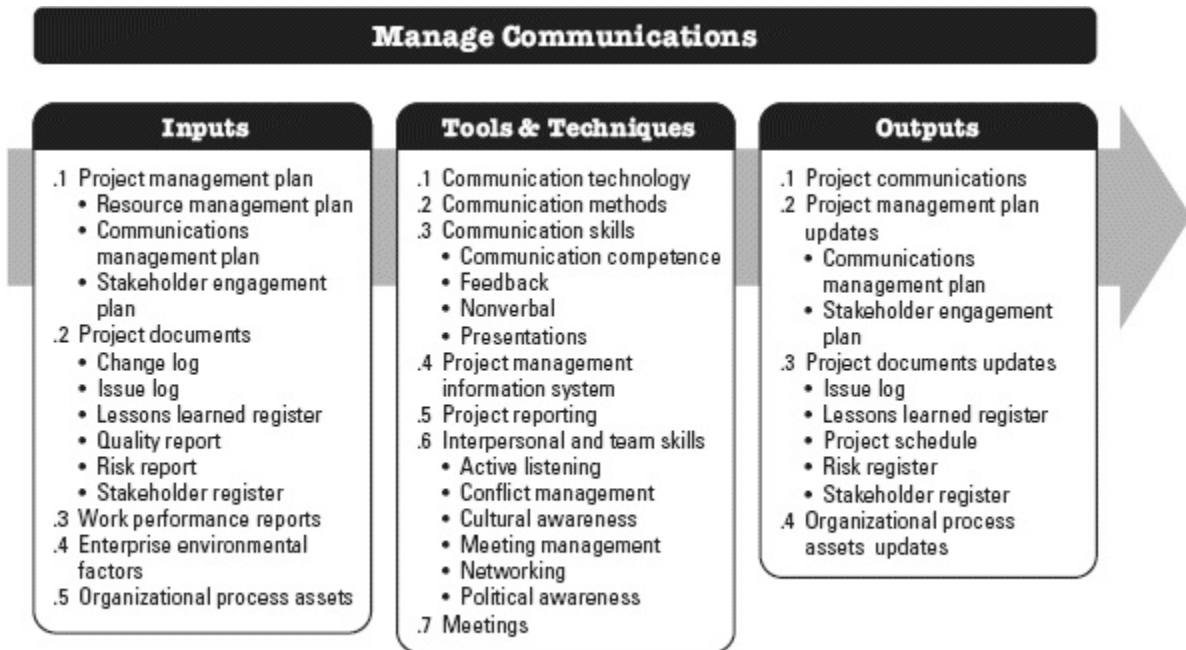 Manage Communications
Inputs
.1 Project management plan
• Resource management plan
• Communications
management plan
• Stakeholder engagement
plan
.2 Project documents
• Change log
• Issue log
• Lessons learned register
• Quality report
• Risk report
• Stakeholder register
.3 Work performance reports
.4 Enterprise environmental
factors
.5 Organizational process assets
Tools & Techniques
.1 Communication technology
.2 Communication methods
.3 Communication skills
• Communication competence
• Feedback
• Nonverbal
• Presentations
.4 Project management
information system
.5 Project reporting
.6 Interpersonal and team skills
• Active listening
• Conflict management
• Cultural awareness
• Meeting management
• Networking
• Political awareness
.7 Meetings
Outputs
.1 Project communications
.2 Project management plan
updates
• Communications
management plan
• Stakeholder engagement
plan
.3 Project documents updates
• Issue log
• Lessons learned register
• Project schedule
• Risk register
• Stakeholder register
.4 Organizational process
assets updates